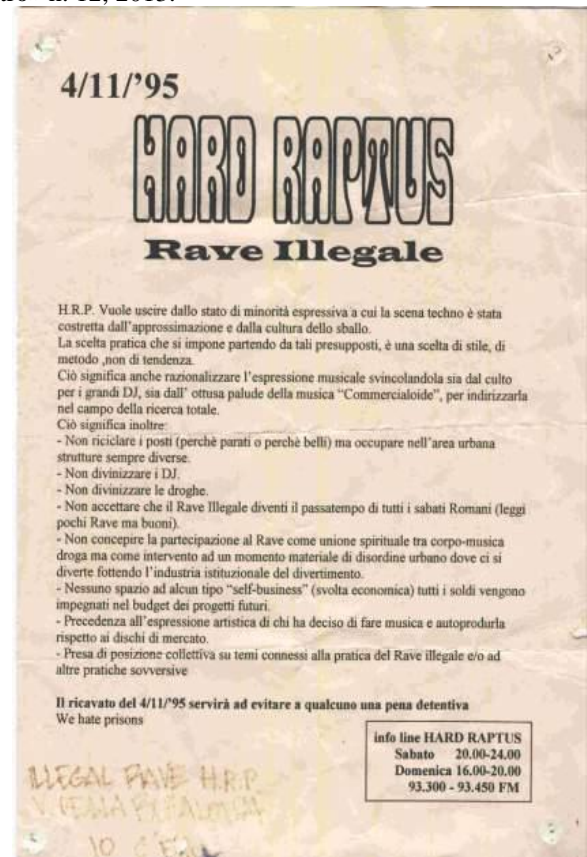 n. 12, 2015.
4/11/'95
HARD RAPTUS
Rave Illegale
H.R.P. Vuole uscire dallo stato di minorità espressiva a cui la scena techno è stata
costretta dall'approssimazione e dalla cultura dello sballo.
La scelta pratica che si impone partendo da tali presupposti, è una scelta di stile, di
metodo ,non di tendenza.
Ciò significa anche razionalizzare l'espressione musicale svincolandola sia dal culto
per i grandi DJ, sia dall' ottusa palude della musica "Commercialoide", per indirizzarla
nel campo della ricerca totale.
Ciò significa inoltre:
- Non riciclare i posti (perchè parati o perchè belli) ma occupare nell'area urbana
strutture sempre diverse.
- Non divinizzare i DJ.
- Non divinizzare le droghe.
- Non accettare che il Rave Illegale diventi il passatempo di tutti i sabati Romani (leggi
pochi Rave ma buoni).
- Non concepire la partecipazione al Rave come unione spirituale tra corpo-musica
droga ma come intervento ad un momento materiale di disordine urbano dove ci si
diverte fottendo l'industria istituzionale del divertimento.
- Nessuno spazio ad alcun tipo "self-business" (svolta economica) tutti i soldi vengono
impegnati nel budget dei progetti futuri.
- Precedenza all'espressione artistica di chi ha deciso di fare musica e autoprodurla
rispetto ai dischi di mercato.
- Presa di posizione collettiva su temi connessi alla pratica del Rave illegale e/o ad
altre pratiche sovversive
Il ricavato del 4/11/'95 servirà ad evitare a qualcuno una pena detentiva
We hate prisons
info line HARD RAPTUS
Sabato 20.00-24.00
Domenica 16.00-20.00
93.300 - 93.450 FM
ILLEGAL RAVE H.R.P.